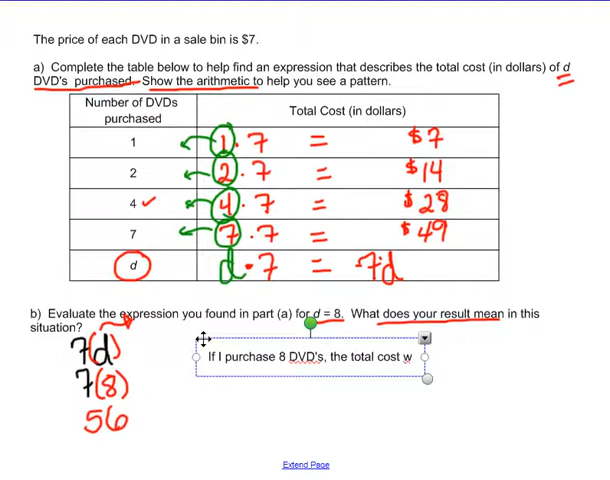 The price of each DVD in a sale bin is $7.
a) Complete the table below to help find an expression that describes the total cost (in dollars) of d
DVD's purchased. Show the arithmetic to help you see a pattern.
Number of DVDs
purchased
Total Cost (in dollars)
1 1.7 = $7
2 2.7 = $14
4 ✓ 4.7 = $28
7 7.7 = $49
d d•7 = 7d
b) Evaluate the expression you found in part (a) for d = 8. What does your result mean in this
situation?
7(d)
7(8)
56
If I purchase 8 DVD's, the total cost w
Extend Page